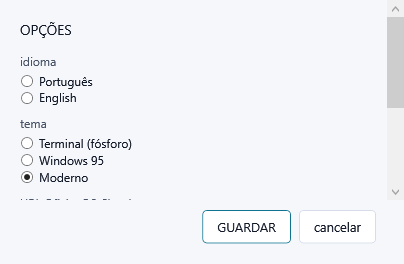 OPÇÕES
idioma
Português
English
tema
Terminal (fósforo)
Windows 95
Moderno
GUARDAR
cancelar